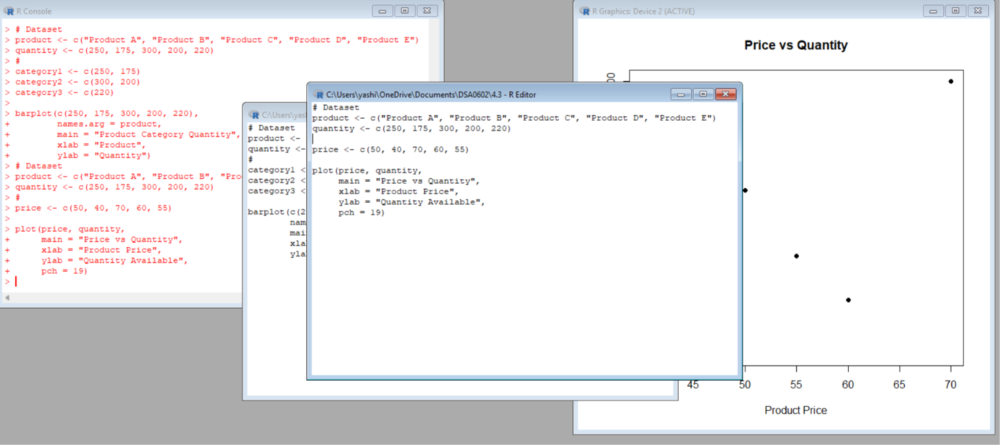 R Console
> # Dataset
> product <- c("Product A", "Product B", "Product C", "Product D", "Product E")
> quantity <- c(250, 175, 300, 200, 220)
> #
> category1 <- c(250, 175)
> category2 <- c(300, 200)
> category3 <- c(220)
>
> barplot(c(250, 175, 300, 200, 220),
+         names.arg = product,
+         main = "Product Category Quantity",
+         xlab = "Product",
+         ylab = "Quantity")
> # Dataset
> product <- c("Product A", "Product B", "Pro
> quantity <- c(250, 175, 300, 200, 220)
> #
> price <- c(50, 40, 70, 60, 55)
>
> plot(price, quantity,
+      main = "Price vs Quantity",
+      xlab = "Product Price",
+      ylab = "Quantity Available",
+      pch = 19)
>
C:\Users\yas
# Dataset
product <-
quantity <-
#
category1 <
category2 <
category3 <
barplot(c(2
nam
mai
xla
yla
C:\Users\yashi\OneDrive\Documents\DSA0602\4.3 - R Editor
# Dataset
product <- c("Product A", "Product B", "Product C", "Product D", "Product E")
quantity <- c(250, 175, 300, 200, 220)
price <- c(50, 40, 70, 60, 55)
plot(price, quantity,
     main = "Price vs Quantity",
     xlab = "Product Price",
     ylab = "Quantity Available",
     pch = 19)
R Graphics: Device 2 (ACTIVE)
Price vs Quantity
00
45 50 55 60 65 70
Product Price